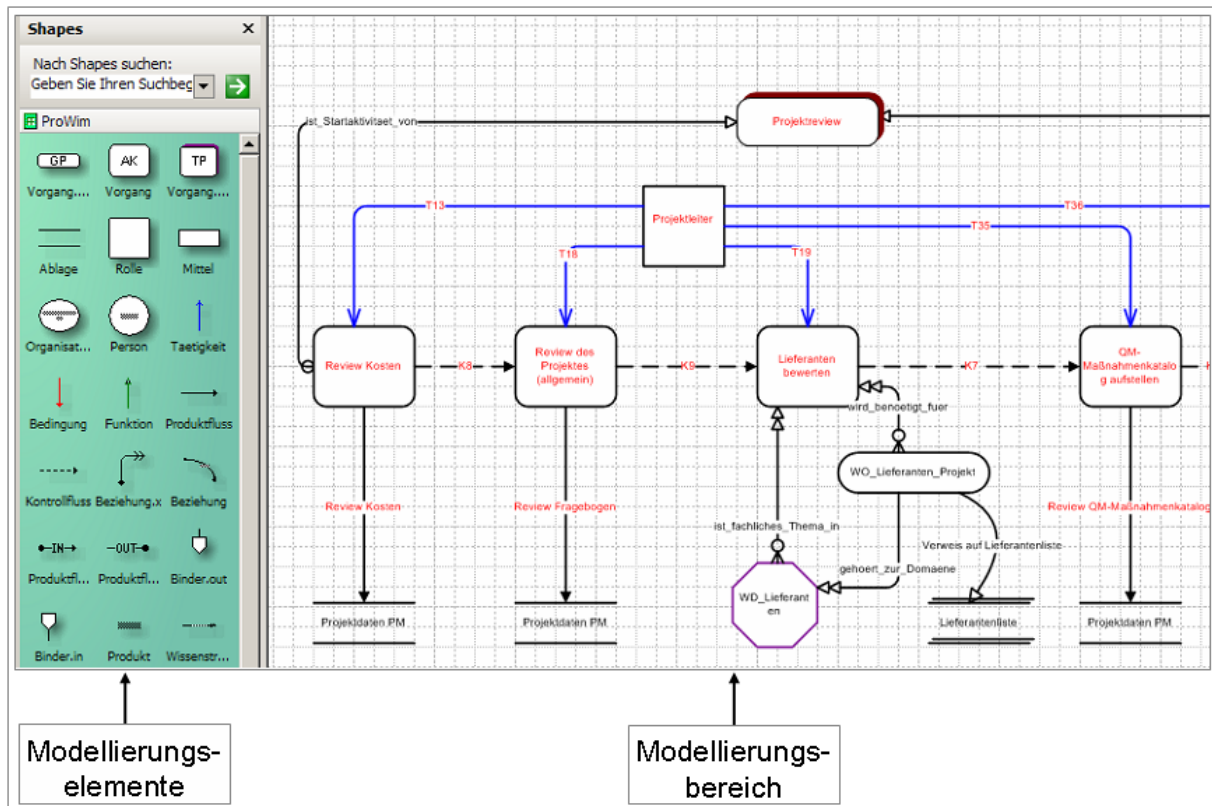 Shapes
Nach Shapes suchen:
Geben Sie Ihren Suchbeg
ProWim
GP
AK
TP
Vorgang....
Vorgang
Vorgang....
Ablage
Rolle
Mittel
Organisat...
Person
Taetigkeit
Bedingung
Funktion
Produktfluss
Kontrollfluss
Beziehung.x
Beziehung
IN
OUT
Produktfl...
Produktfl...
Binder.out
Binder.in
Produkt
Wissenstr...
ist_Startaktivitaet_von
Projektreview
Projektleiter
T13
T36
T35
T18
T19
Review Kosten
K8
Review des
Projektes
(allgemein)
K9
Lieferanten
bewerten
K7
QM-
Maßnahmenkatalo
g aufstellen
wird_benoetigt_fuer
WO_Lieferanten_Projekt
Review Kosten
Review Fragebogen
Review QM-Maßnahmenkatalog
ist_fachliches_Thema_in
Verweis auf Lieferantenliste
gehoert_zur_Domaene
WD_Lieferant
en
Projektdaten PM
Projektdaten PM
Lieferantenliste
Projektdaten PM
Modellierungs-
elemente
Modellierungs-
bereich